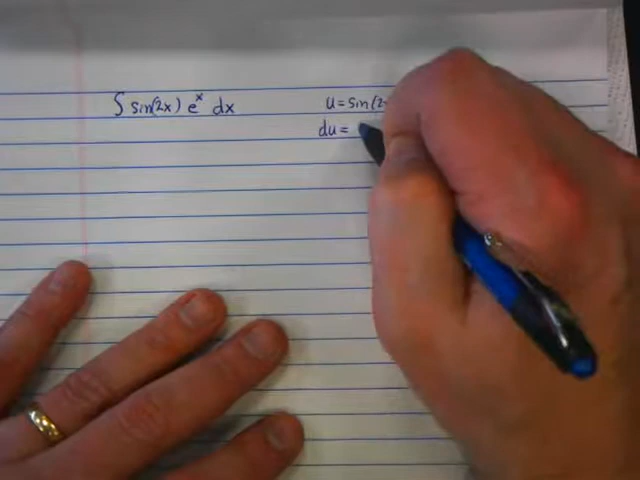 ∫ sin(2x) eˣ dx u = sin(2
du =